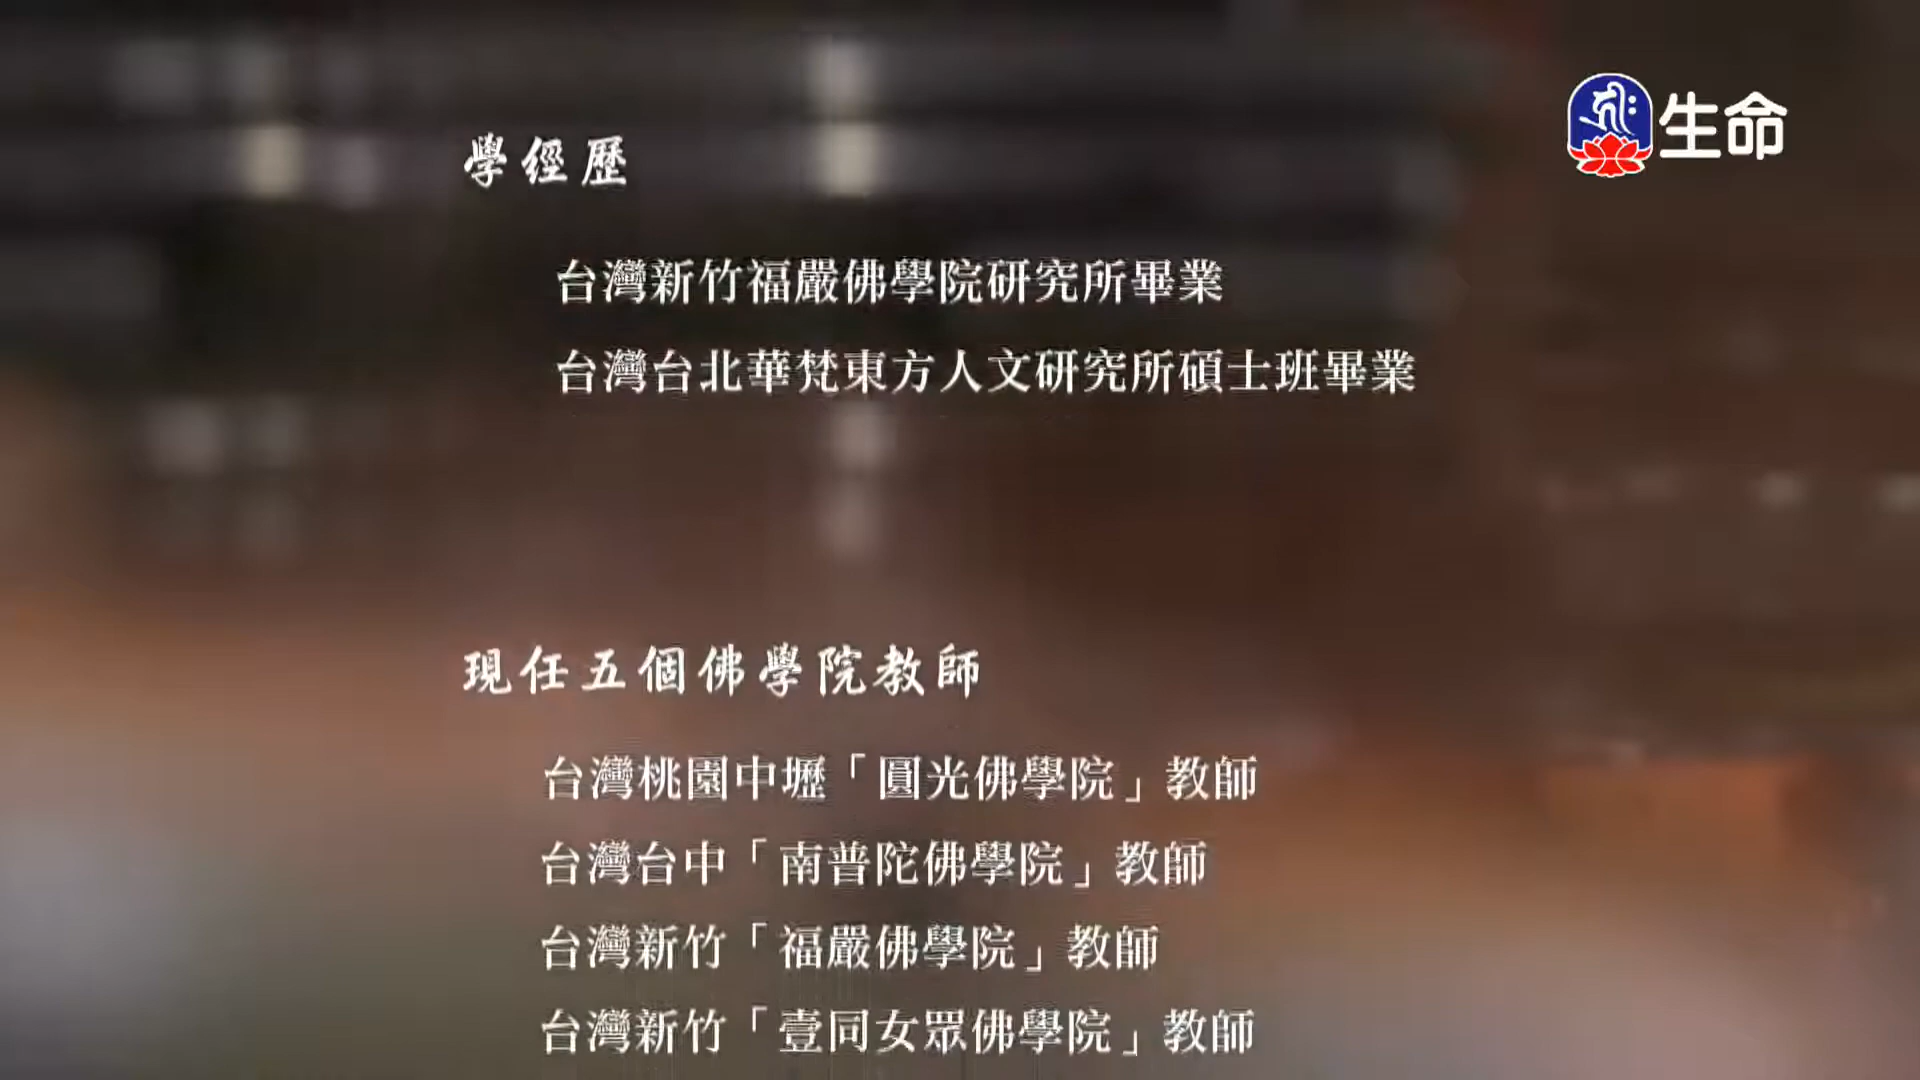 生命
學經歷
台灣新竹福嚴佛學院研究所畢業
台灣台北華梵東方人文研究所碩士班畢業
現任五個佛學院教師
台灣桃園中壢「圓光佛學院」教師
台灣台中「南普陀佛學院」教師
台灣新竹「福嚴佛學院」教師
台灣新竹「壹同女眾佛學院」教師